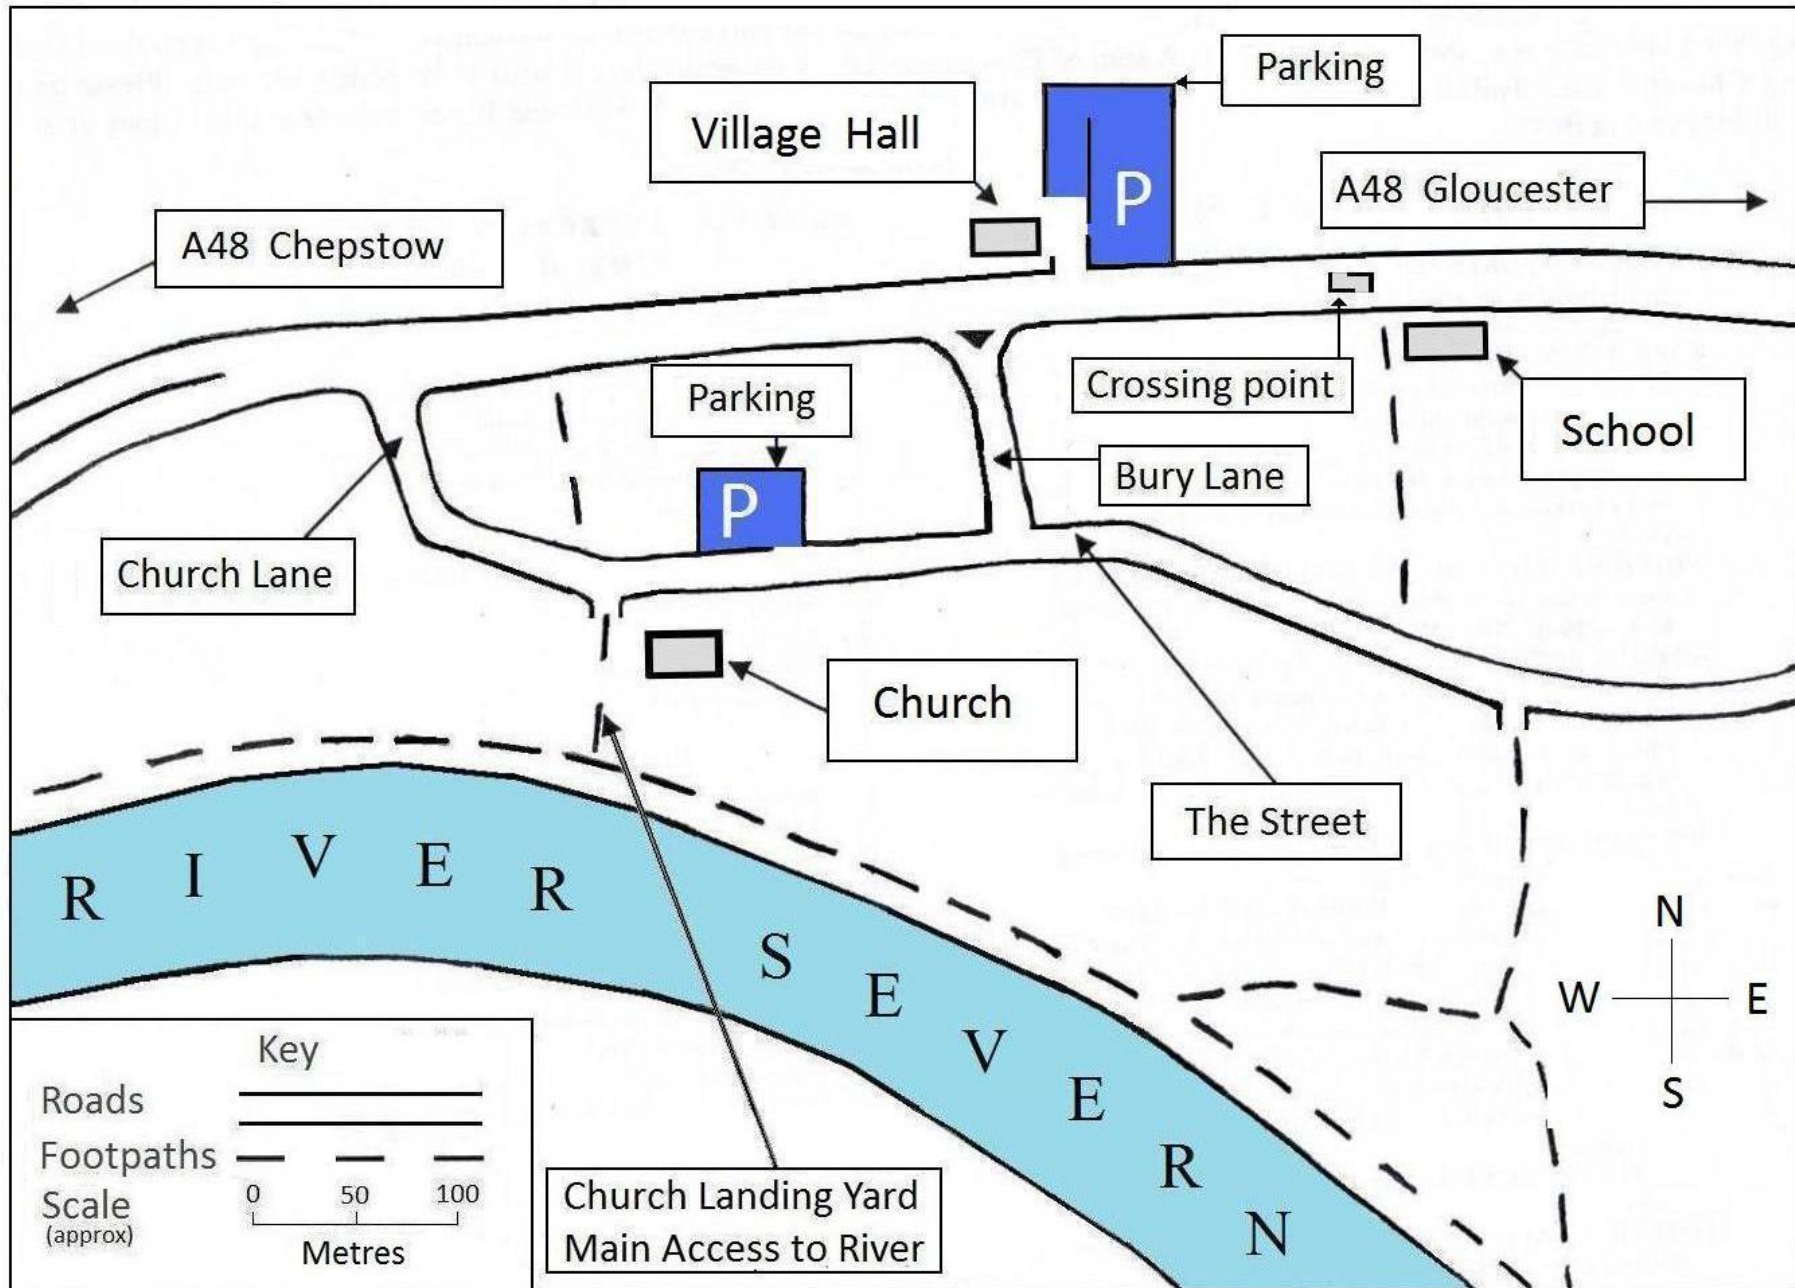 Parking
Village Hall
P
A48 Gloucester
A48 Chepstow
Crossing point
Parking
School
Bury Lane
P
Church Lane
Church
The Street
RIVER SEVERN
N
W E
S
Key
Roads
Footpaths
Scale
(approx)
0 50 100
Metres
Church Landing Yard
Main Access to River